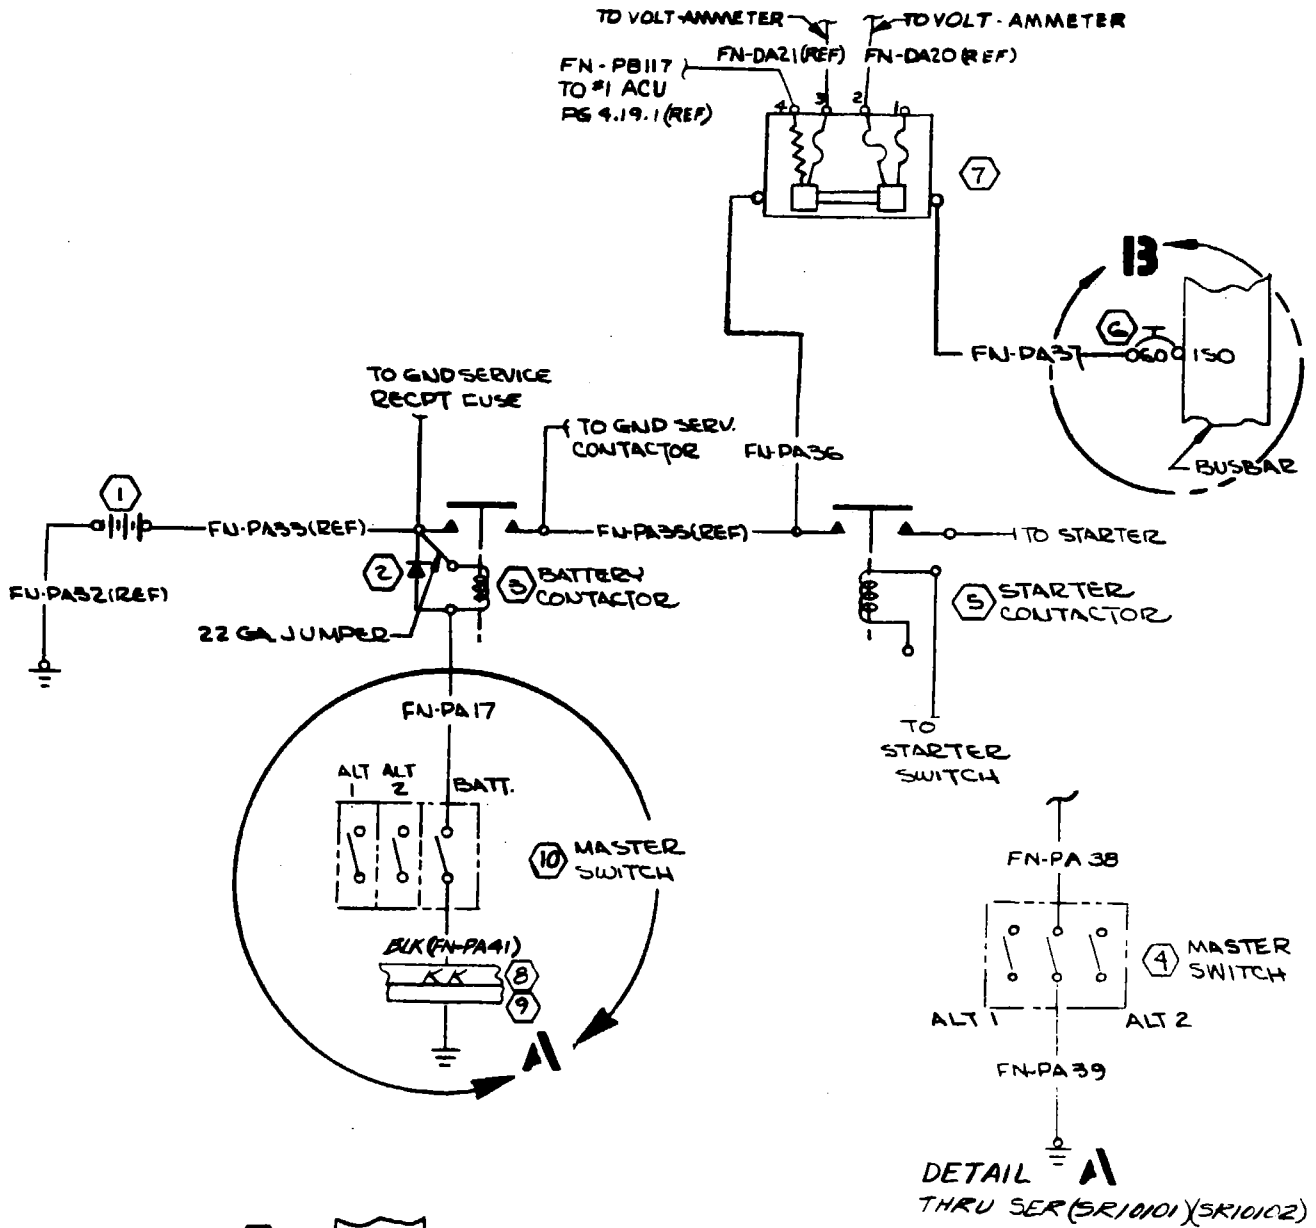 TO VOLT-AMMETER
TO VOLT-AMMETER
FN-DA21(REF)
FN-DA20(REF)
FN-PB117
TO #1 ACU
PG 4.19.1(REF)
4
3
2
1
7
B
6
FN-PA37
60
150
BUSBAR
TO GND SERVICE
RECPT FUSE
TO GND SERV.
CONTACTOR
FN-PA36
1
FN-PA33(REF)
FN-PA35(REF)
TO STARTER
FN-PA32(REF)
2
3
BATTERY
CONTACTOR
5
STARTER
CONTACTOR
22 GA JUMPER
FN-PA17
TO
STARTER
SWITCH
ALT
1
ALT
2
BATT.
10
MASTER
SWITCH
FN-PA 38
BLK(FN-PA41)
K K
8
9
4
MASTER
SWITCH
ALT 1
ALT 2
A
FN-PA 39
DETAIL A
THRU SER(SR10101)(SR10102)